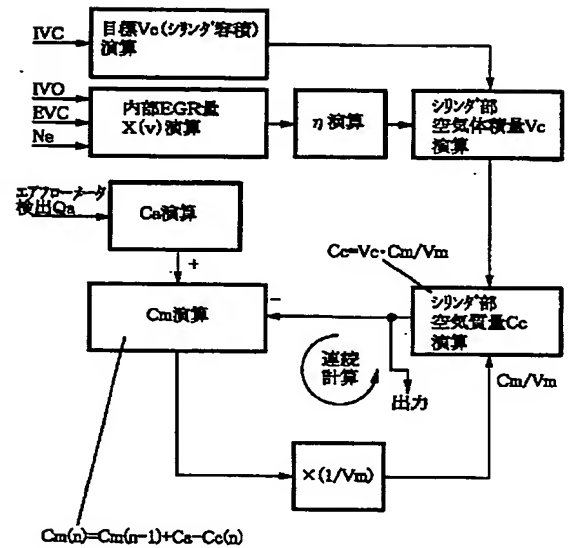 IVC
目標Vc(シリンダ容積)
演算
IVO
EVC
Ne
内部EGR量
X(v)演算
η演算
シリンダ部
空気体積量Vc
演算
エアフローメータ
検出Qa
Ca演算
+
Cc=Vc·Cm/Vm
Cm演算
−
シリンダ部
空気質量Cc
演算
連続
計算
出力
Cm/Vm
×(1/Vm)
Cm(n)=Cm(n-1)+Ca-Cc(n)